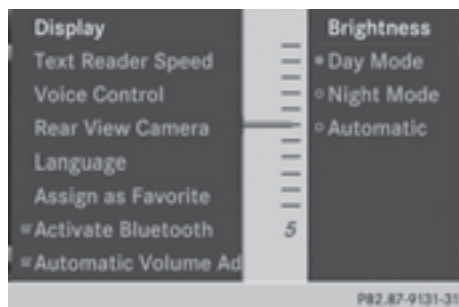 Display
Text Reader Speed
Voice Control
Rear View Camera
Language
Assign as Favorite
Activate Bluetooth
Automatic Volume Ad
5
Brightness
Day Mode
Night Mode
Automatic
P82.87-9131-31